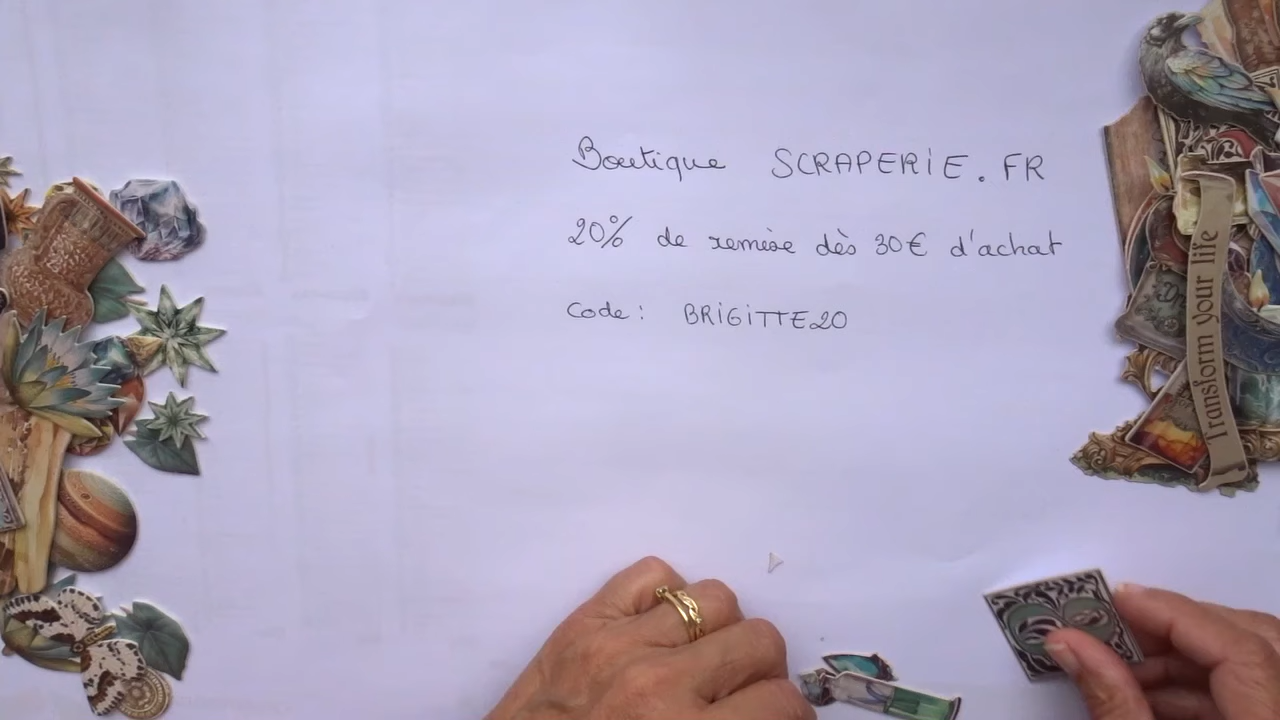 Boutique SCRAPERIE.FR
20% de remise dès 30€ d'achat
Code: BRIGITTE20
Transform your life